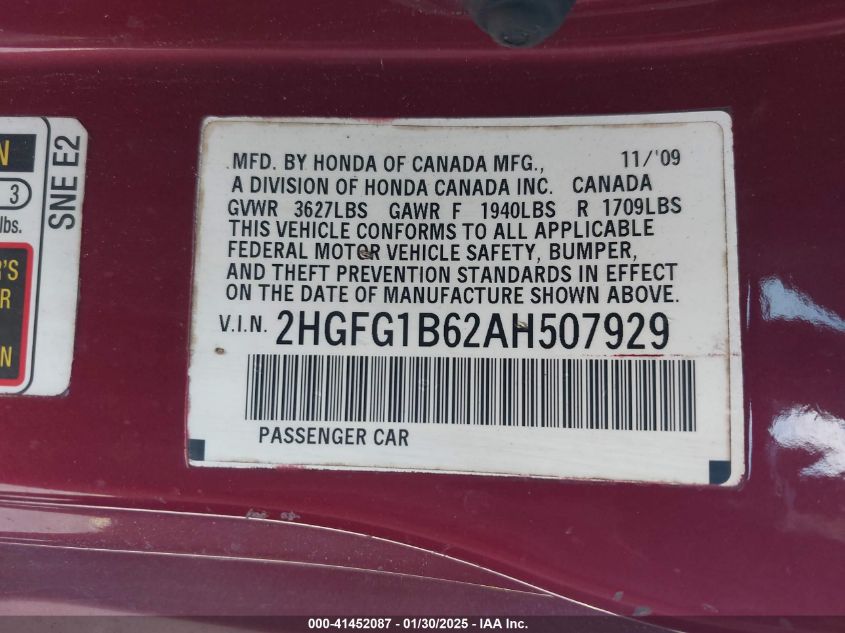 N
3
lbs.
SNE E2
'S
R
N
MFD. BY HONDA OF CANADA MFG., 11/'09
A DIVISION OF HONDA CANADA INC. CANADA
GVWR 3627LBS GAWR F 1940LBS R 1709LBS
THIS VEHICLE CONFORMS TO ALL APPLICABLE
FEDERAL MOTOR VEHICLE SAFETY, BUMPER,
AND THEFT PREVENTION STANDARDS IN EFFECT
ON THE DATE OF MANUFACTURE SHOWN ABOVE.
V.I.N. 2HGFG1B62AH507929
PASSENGER CAR
000-41452087 - 01/30/2025 - IAA Inc.